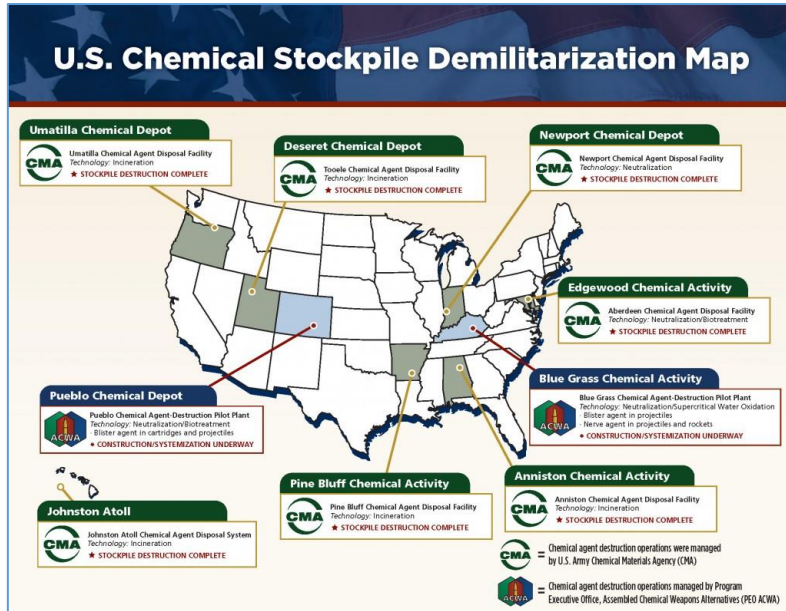 U.S. Chemical Stockpile Demilitarization Map
Umatilla Chemical Depot
CMA
Umatilla Chemical Agent Disposal Facility
Technology: Incineration
★ STOCKPILE DESTRUCTION COMPLETE
Deseret Chemical Depot
CMA
Tooele Chemical Agent Disposal Facility
Technology: Incineration
★ STOCKPILE DESTRUCTION COMPLETE
Newport Chemical Depot
CMA
Newport Chemical Agent Disposal Facility
Technology: Neutralization
★ STOCKPILE DESTRUCTION COMPLETE
Edgewood Chemical Activity
CMA
Aberdeen Chemical Agent Disposal Facility
Technology: Neutralization/Biotreatment
★ STOCKPILE DESTRUCTION COMPLETE
Pueblo Chemical Depot
ACWA
Pueblo Chemical Agent-Destruction Pilot Plant
Technology: Neutralization/Biotreatment
· Blister agent in cartridges and projectiles
• CONSTRUCTION/SYSTEMIZATION UNDERWAY
Blue Grass Chemical Activity
ACWA
Blue Grass Chemical Agent-Destruction Pilot Plant
Technology: Neutralization/Supercritical Water Oxidation
· Blister agent in projectiles
· Nerve agent in projectiles and rockets
• CONSTRUCTION/SYSTEMIZATION UNDERWAY
Johnston Atoll
CMA
Johnston Atoll Chemical Agent Disposal System
Technology: Incineration
★ STOCKPILE DESTRUCTION COMPLETE
Pine Bluff Chemical Activity
CMA
Pine Bluff Chemical Agent Disposal Facility
Technology: Incineration
★ STOCKPILE DESTRUCTION COMPLETE
Anniston Chemical Activity
CMA
Anniston Chemical Agent Disposal Facility
Technology: Incineration
★ STOCKPILE DESTRUCTION COMPLETE
CMA = Chemical agent destruction operations were managed
by U.S. Army Chemical Materials Agency (CMA)
ACWA = Chemical agent destruction operations managed by Program
Executive Office, Assembled Chemical Weapons Alternatives (PEO ACWA)